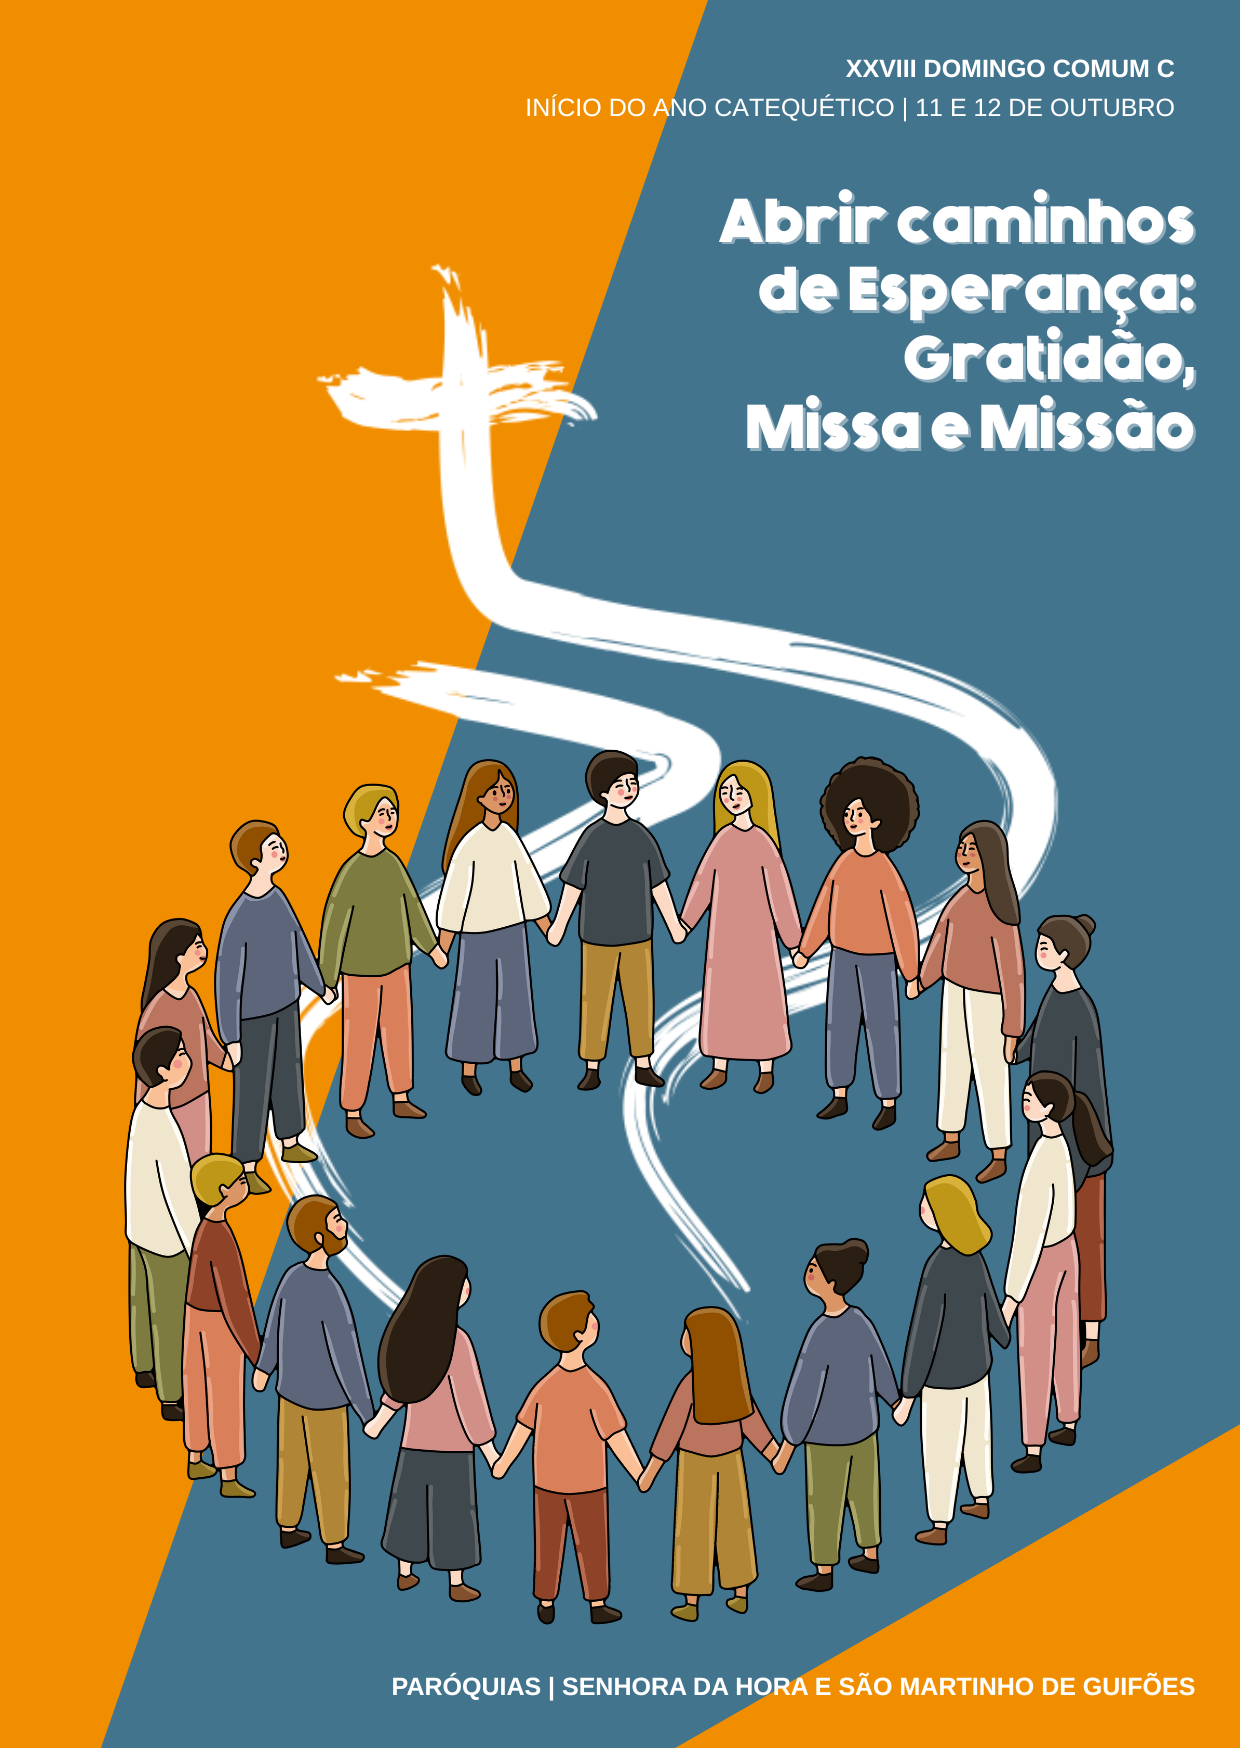 XXVIII DOMINGO COMUM C
INÍCIO DO ANO CATEQUÉTICO | 11 E 12 DE OUTUBRO
Abrir caminhos
de Esperança:
Gratidão,
Missa e Missão
PARÓQUIAS | SENHORA DA HORA E SÃO MARTINHO DE GUIFÕES